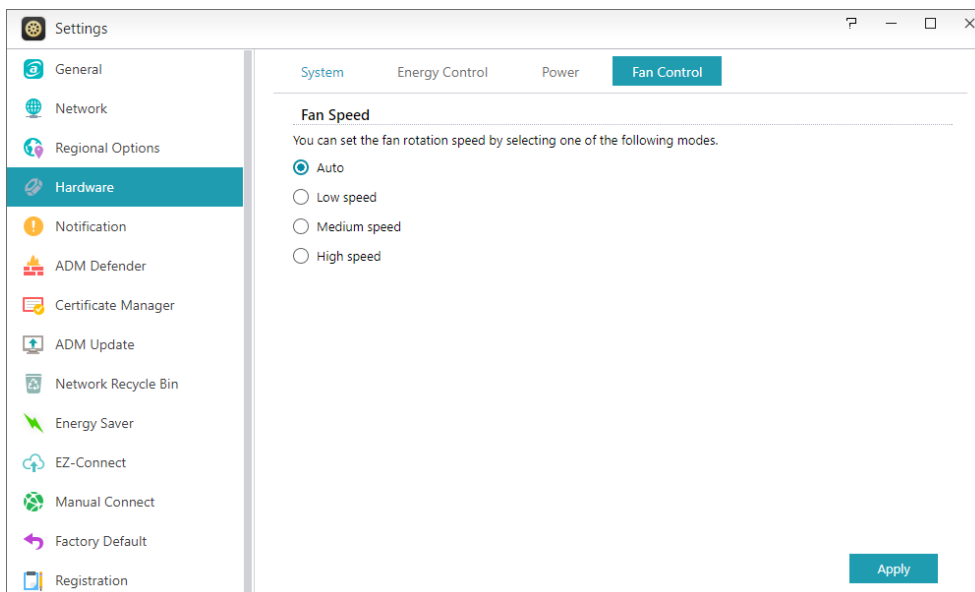 Settings
General
Network
Regional Options
Hardware
Notification
ADM Defender
Certificate Manager
ADM Update
Network Recycle Bin
Energy Saver
EZ-Connect
Manual Connect
Factory Default
Registration
System Energy Control Power Fan Control
Fan Speed
You can set the fan rotation speed by selecting one of the following modes.
Auto
Low speed
Medium speed
High speed
Apply